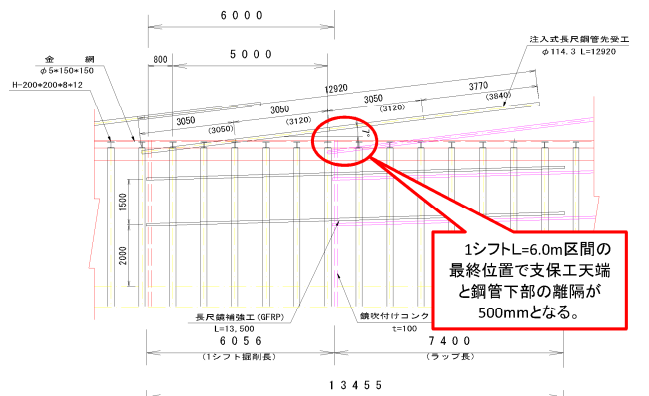 6000
注入式長尺鋼管先受工
φ114.3 L=12920
金 網
φ5*150*150
H-200*200*8*12
800
5000
12920
3770
(3840)
3050
(3120)
3050
(3120)
3050
(3050)
7°
1500
2000
1シフトL=6.0m区間の
最終位置で支保工天端
と鋼管下部の離隔が
500mmとなる。
長尺鏡補強工(GFRP)
L=13,500
鏡吹付けコンク
t=100
6056
(1シフト掘削長)
7400
(ラップ長)
13455